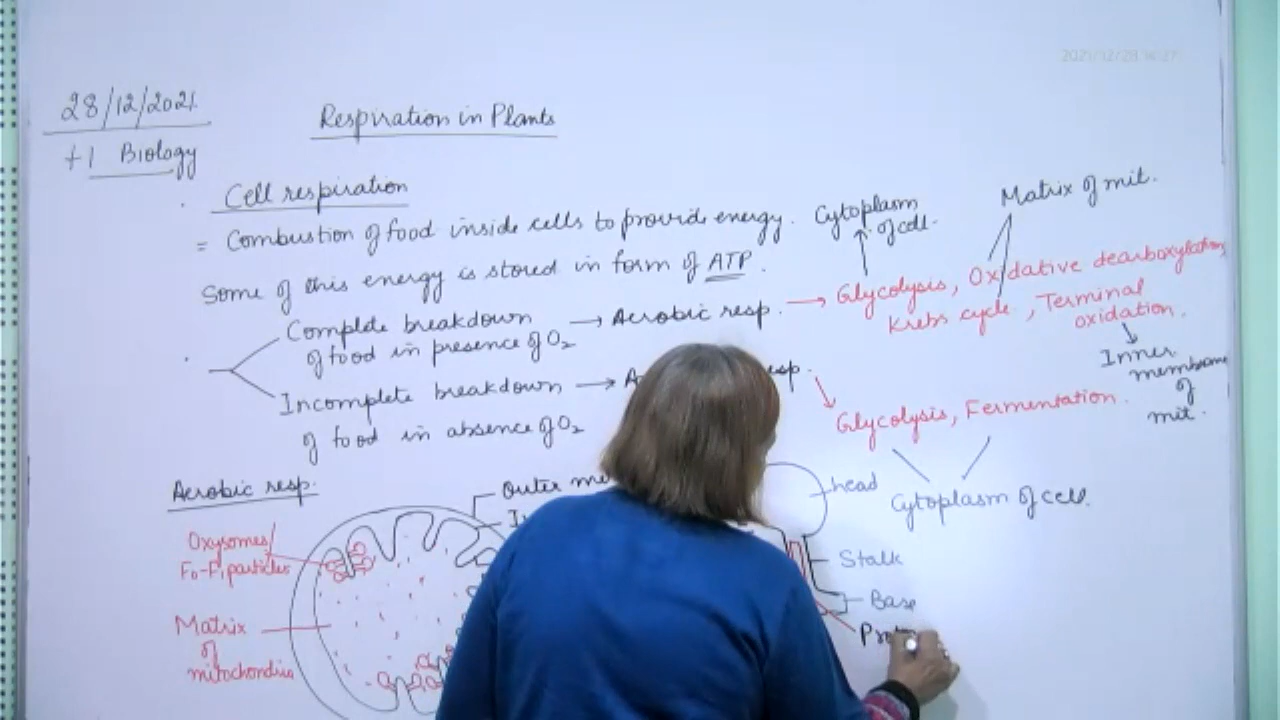 2021/12/28
28/12/2021
+1 Biology
Respiration in Plants
Cell respiration
= Combustion of food inside cells to provide energy.
Some of this energy is stored in form of ATP.
Complete breakdown
of food in presence of O₂
→ Aerobic resp. →
Cytoplasm
of cell.
Matrix of mit.
Glycolysis, Oxidative decarboxylation,
Krebs cycle, Terminal
oxidation.
Inner
membrane
of
mit.
Incomplete breakdown →
of food in absence of O₂
Glycolysis, Fermentation.
Cytoplasm of cell.
Aerobic resp.
Outer
Oxysomes/
F₀-F₁ particles
Matrix
of
mitochondria
head
Stalk
Base